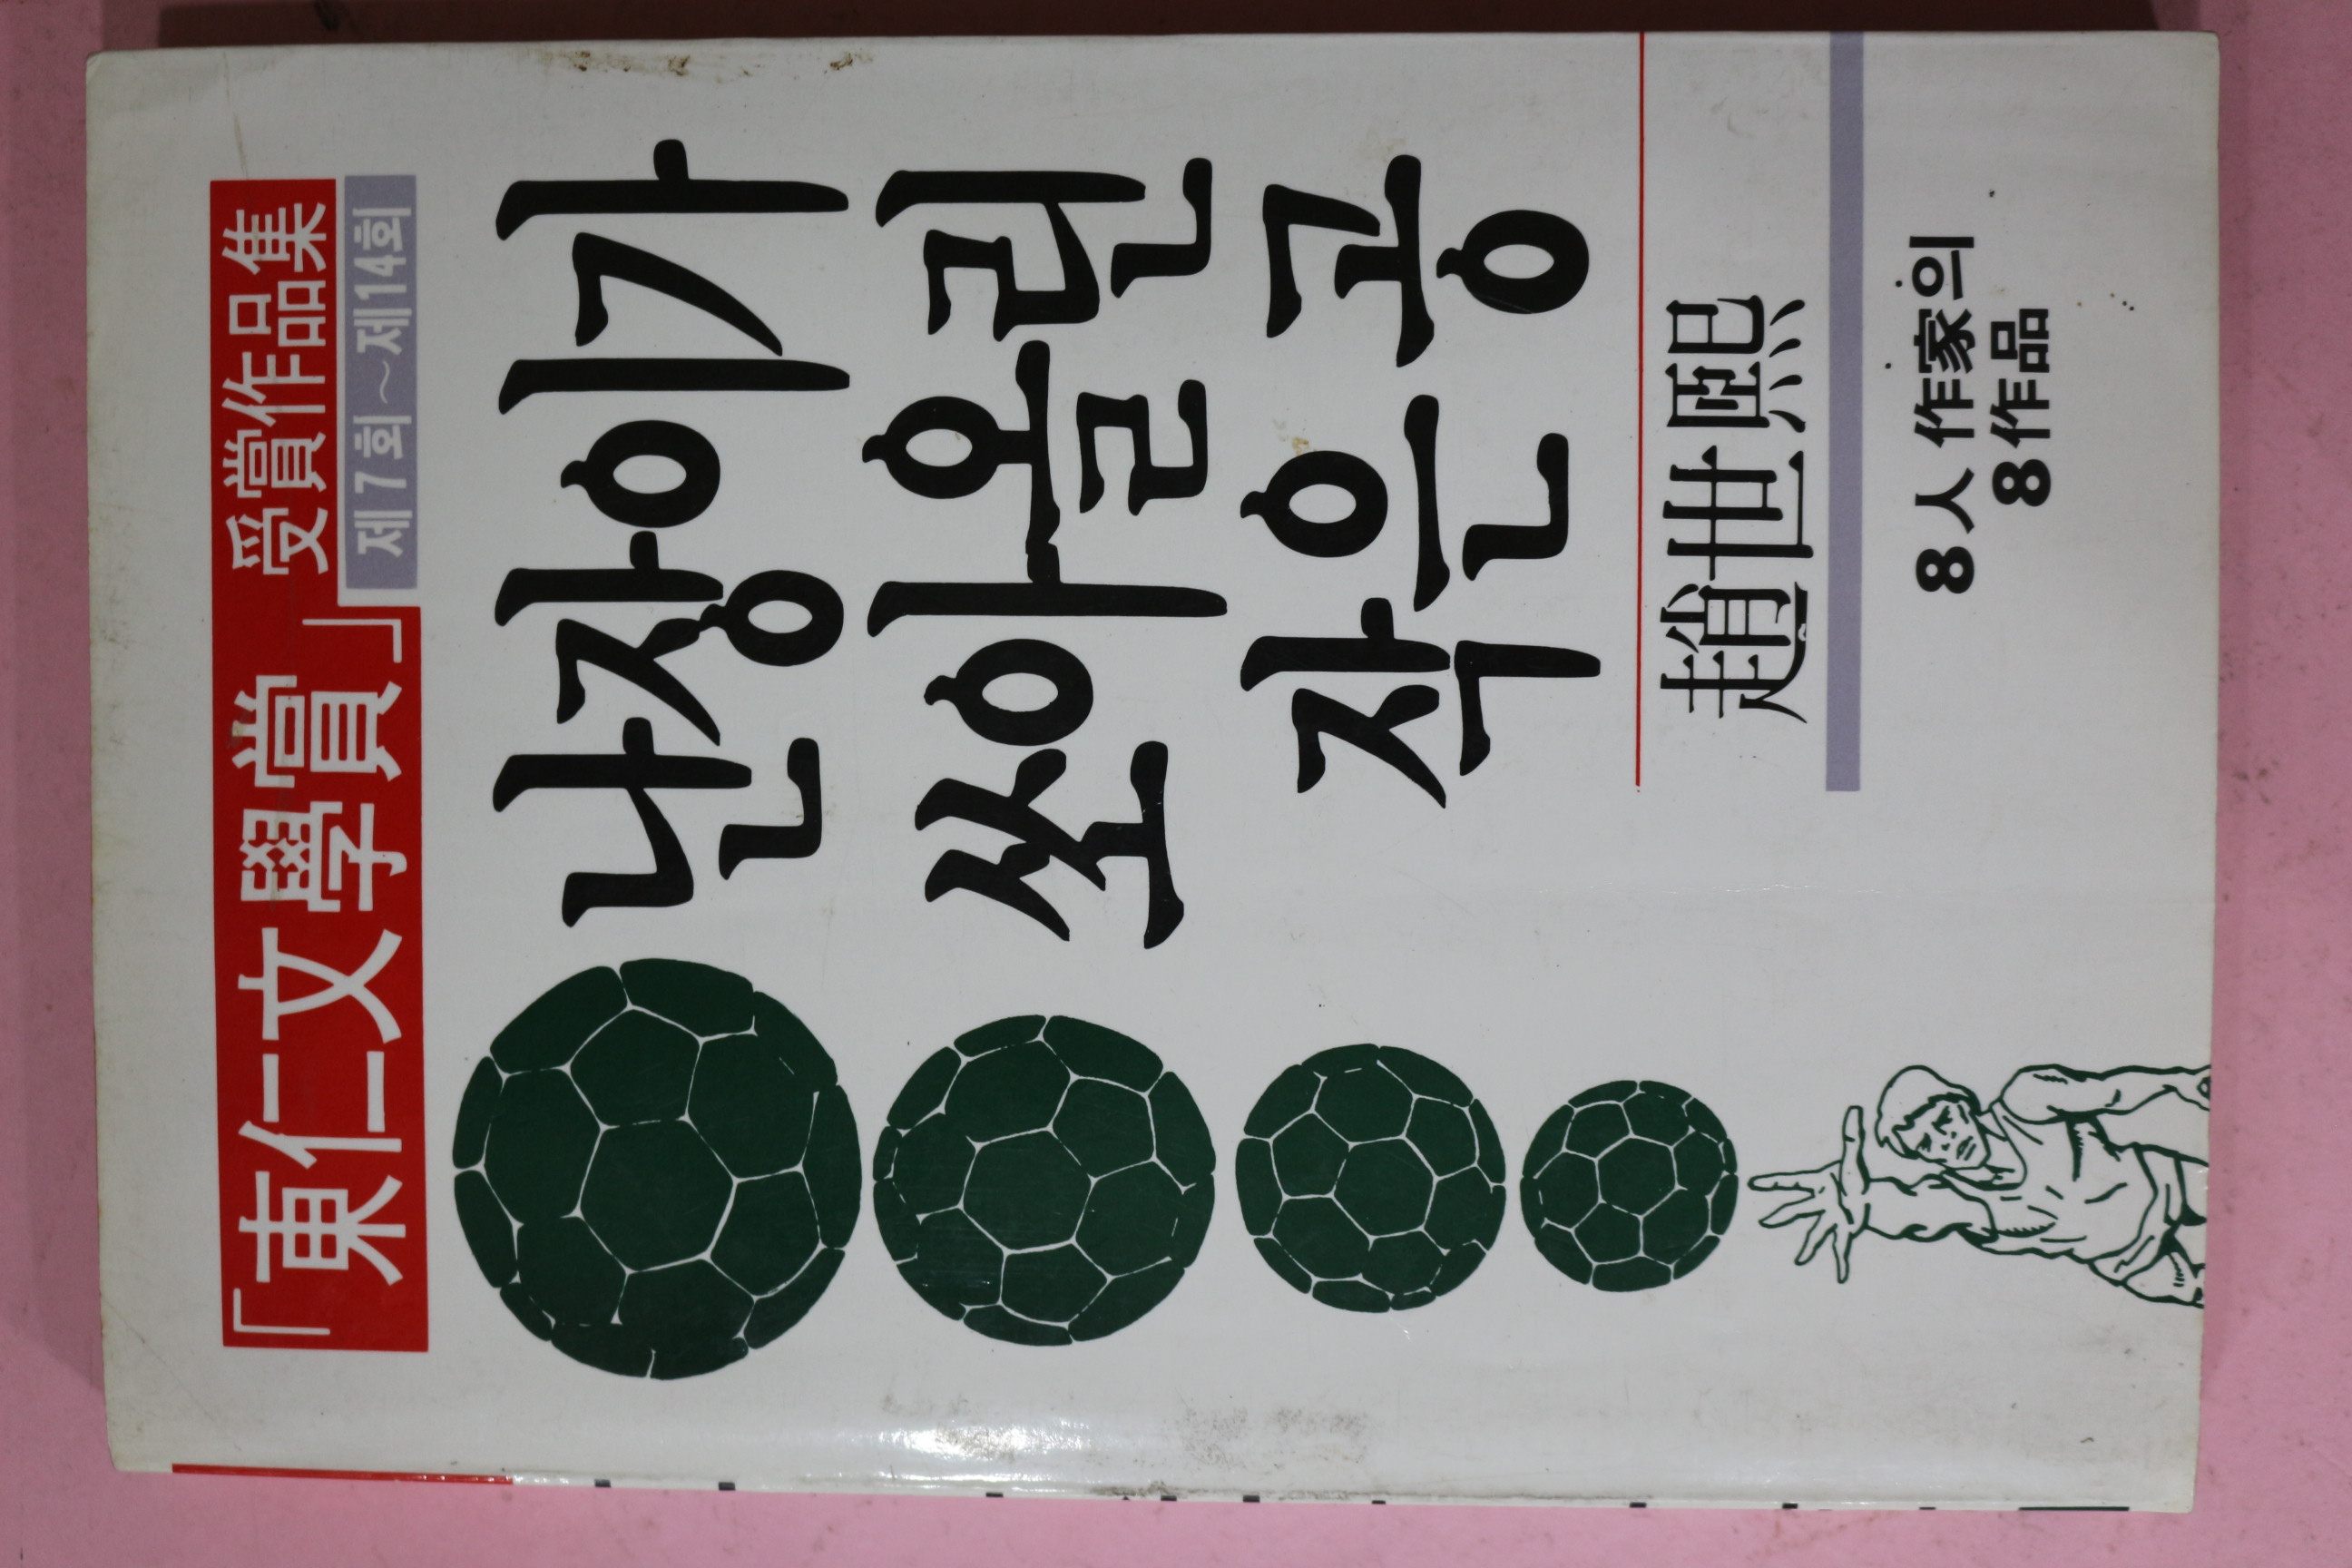 「東仁文學賞」受賞作品集
제7회～제14회
난장이가
쏘아올린
작은 공
趙世熙
8人 作家의
8 作品